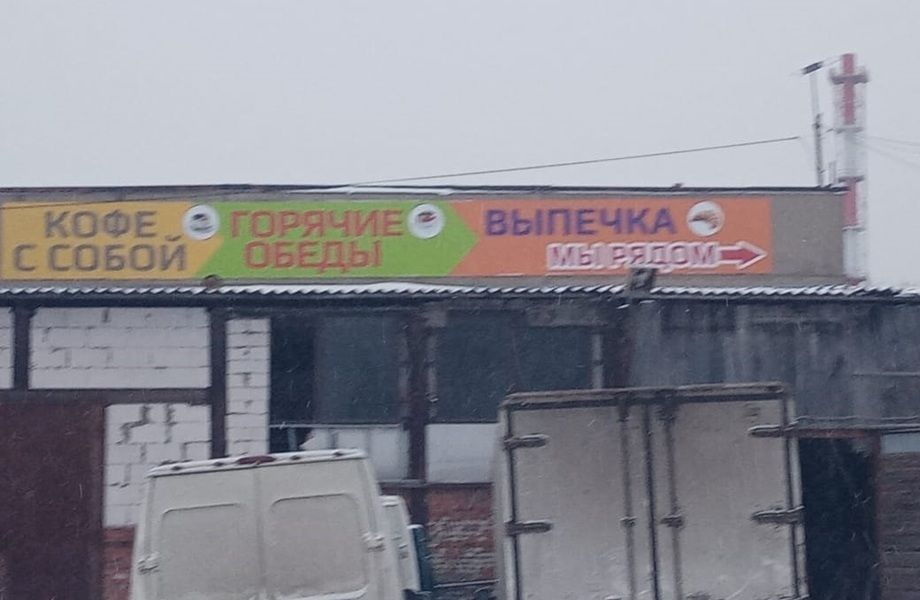 КОФЕ
С СОБОЙ
ГОРЯЧИЕ
ОБЕДЫ
ВЫПЕЧКА
МЫ РЯДОМ